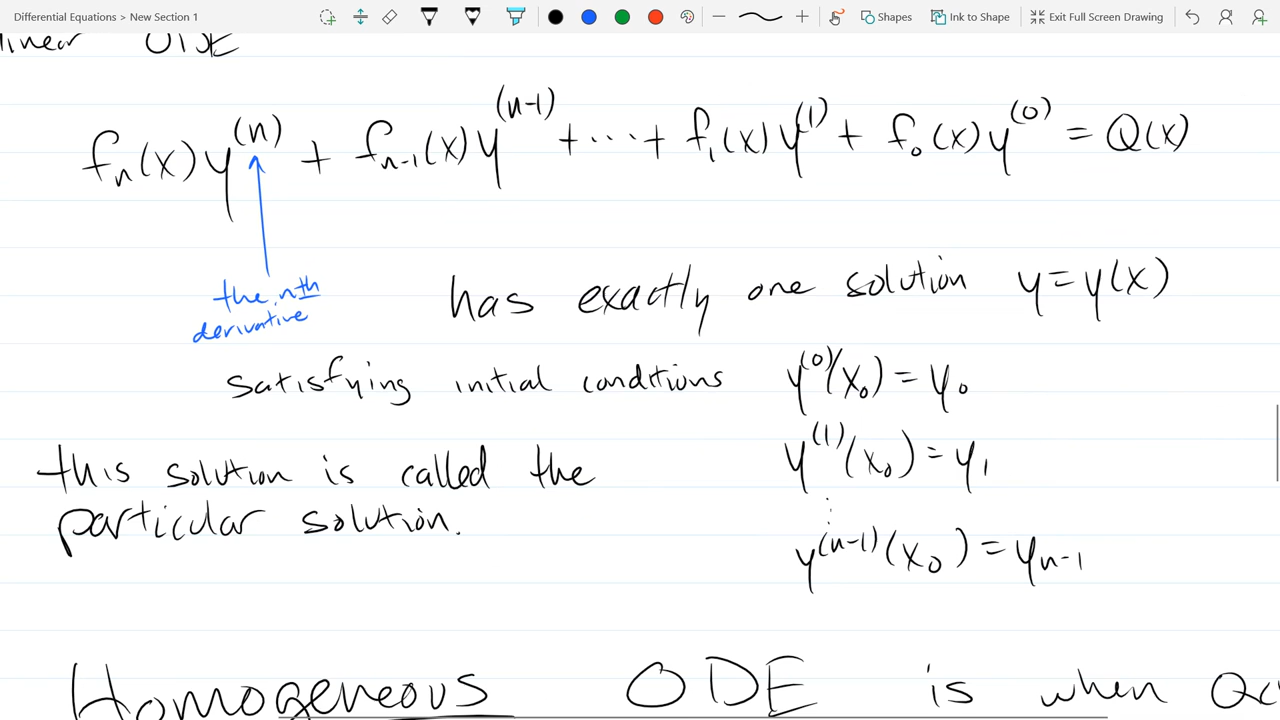 Differential Equations > New Section 1
Shapes
Ink to Shape
Exit Full Screen Drawing
linear ODE
fₙ(x)y⁽ⁿ⁾ + fₙ₋₁(x)y⁽ⁿ⁻¹⁾ + ⋯ + f₁(x)y⁽¹⁾ + f₀(x)y⁽⁰⁾ = Q(x)
the nth
derivative
has exactly one solution y=y(x)
satisfying initial conditions y⁽⁰⁾(x₀) = y₀
y⁽¹⁾(x₀) = y₁
⋮
y⁽ⁿ⁻¹⁾(x₀) = yₙ₋₁
this solution is called the
particular solution.
Homogeneous ODE is when Q